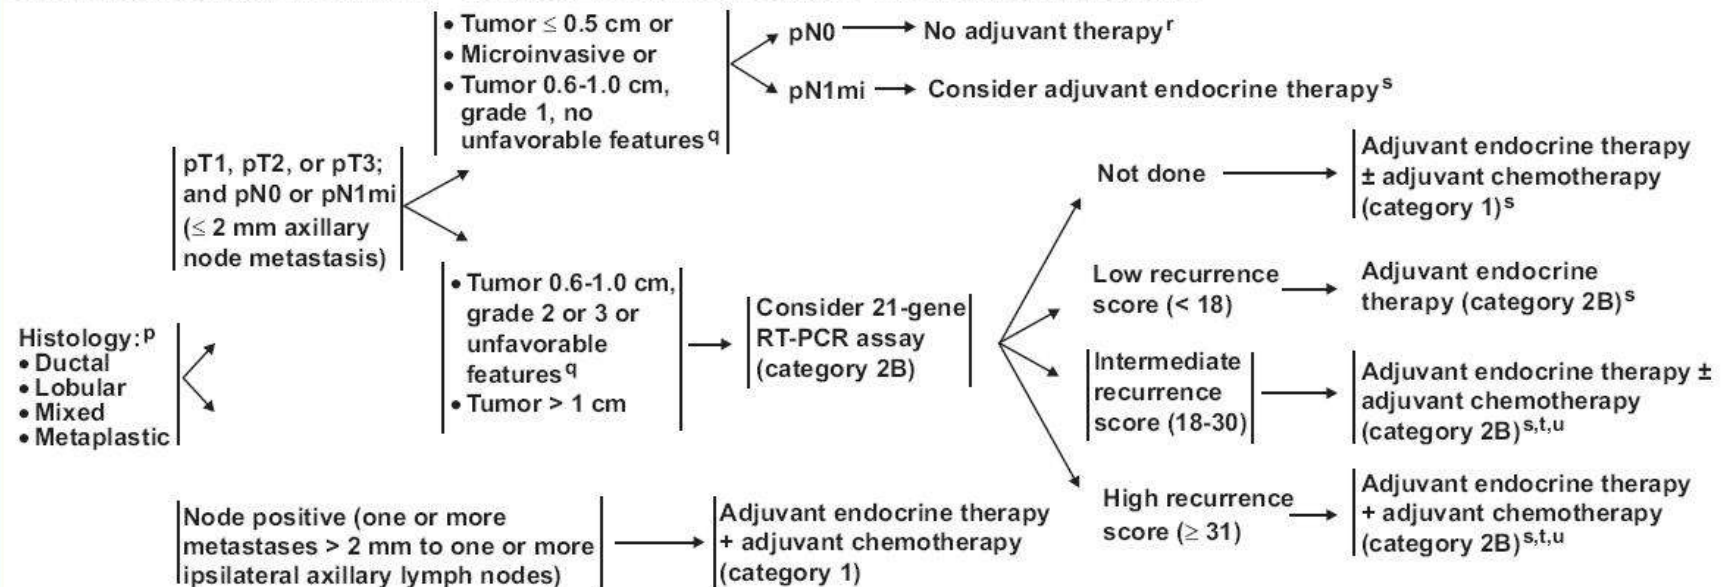 • Tumor ≤ 0.5 cm or
• Microinvasive or
• Tumor 0.6-1.0 cm,
grade 1, no
unfavorable features q
pN0
No adjuvant therapy r
pN1mi
Consider adjuvant endocrine therapy s
pT1, pT2, or pT3;
and pN0 or pN1mi
(≤ 2 mm axillary
node metastasis)
• Tumor 0.6-1.0 cm,
grade 2 or 3 or
unfavorable
features q
• Tumor > 1 cm
Consider 21-gene
RT-PCR assay
(category 2B)
Not done
Adjuvant endocrine therapy
± adjuvant chemotherapy
(category 1) s
Low recurrence
score (< 18)
Adjuvant endocrine
therapy (category 2B) s
Intermediate
recurrence
score (18-30)
Adjuvant endocrine therapy ±
adjuvant chemotherapy
(category 2B) s,t,u
High recurrence
score (≥ 31)
Adjuvant endocrine therapy
+ adjuvant chemotherapy
(category 2B) s,t,u
Histology: p
• Ductal
• Lobular
• Mixed
• Metaplastic
Node positive (one or more
metastases > 2 mm to one or more
ipsilateral axillary lymph nodes)
Adjuvant endocrine therapy
+ adjuvant chemotherapy
(category 1)